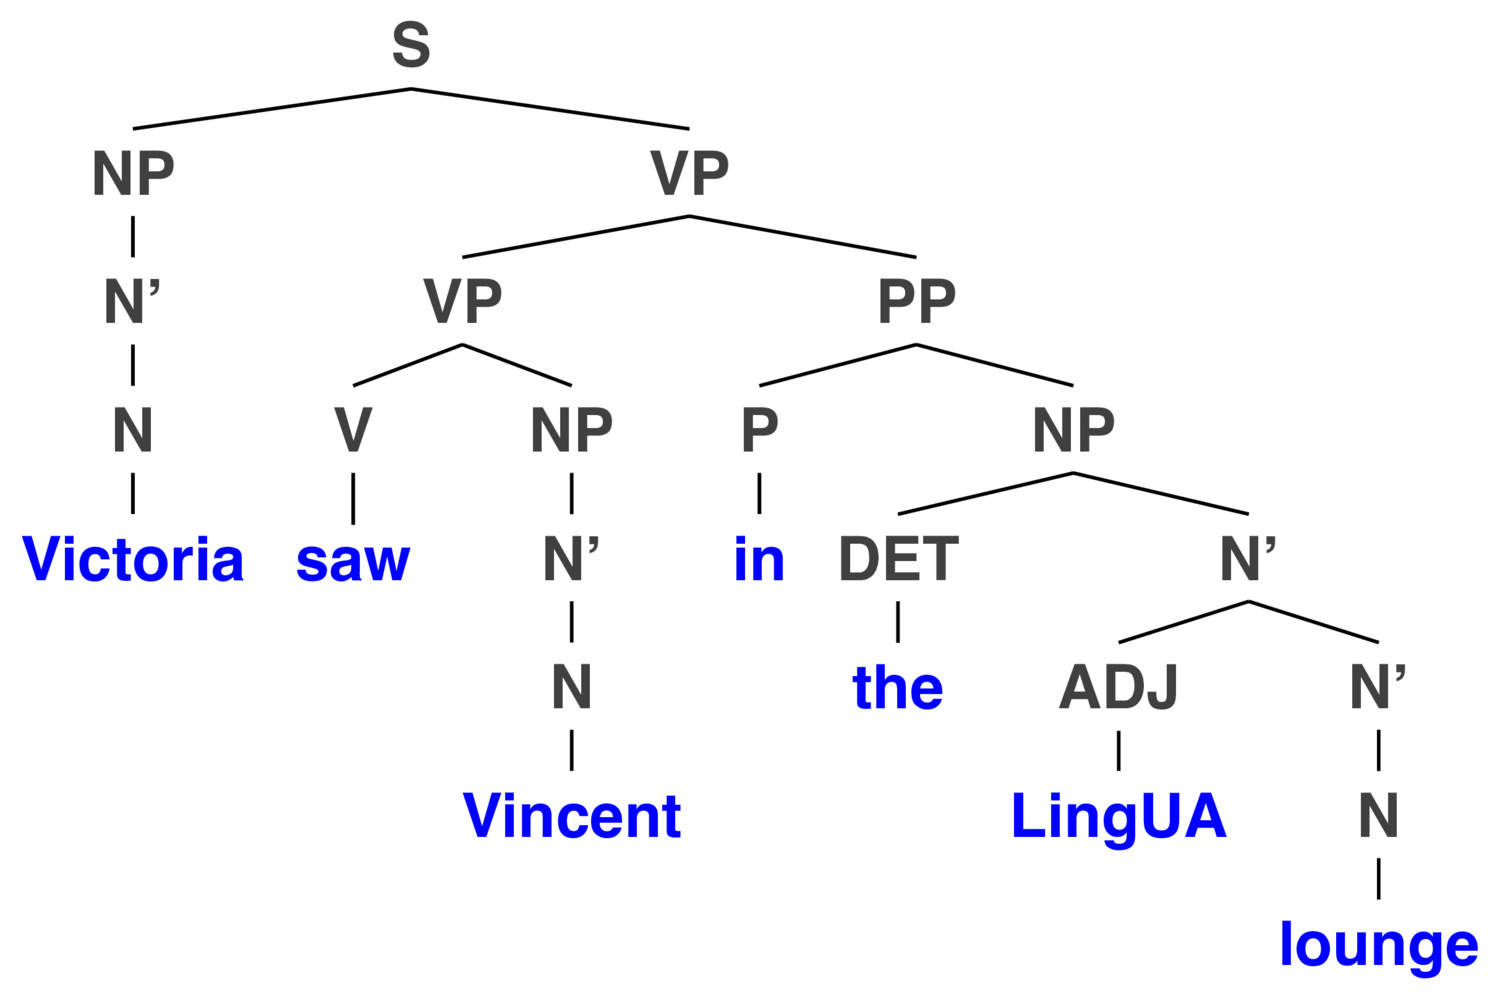 S
NP VP
N’ VP PP
N V NP P NP
Victoria saw N’ in DET N’
N the ADJ N’
Vincent LingUA N
lounge